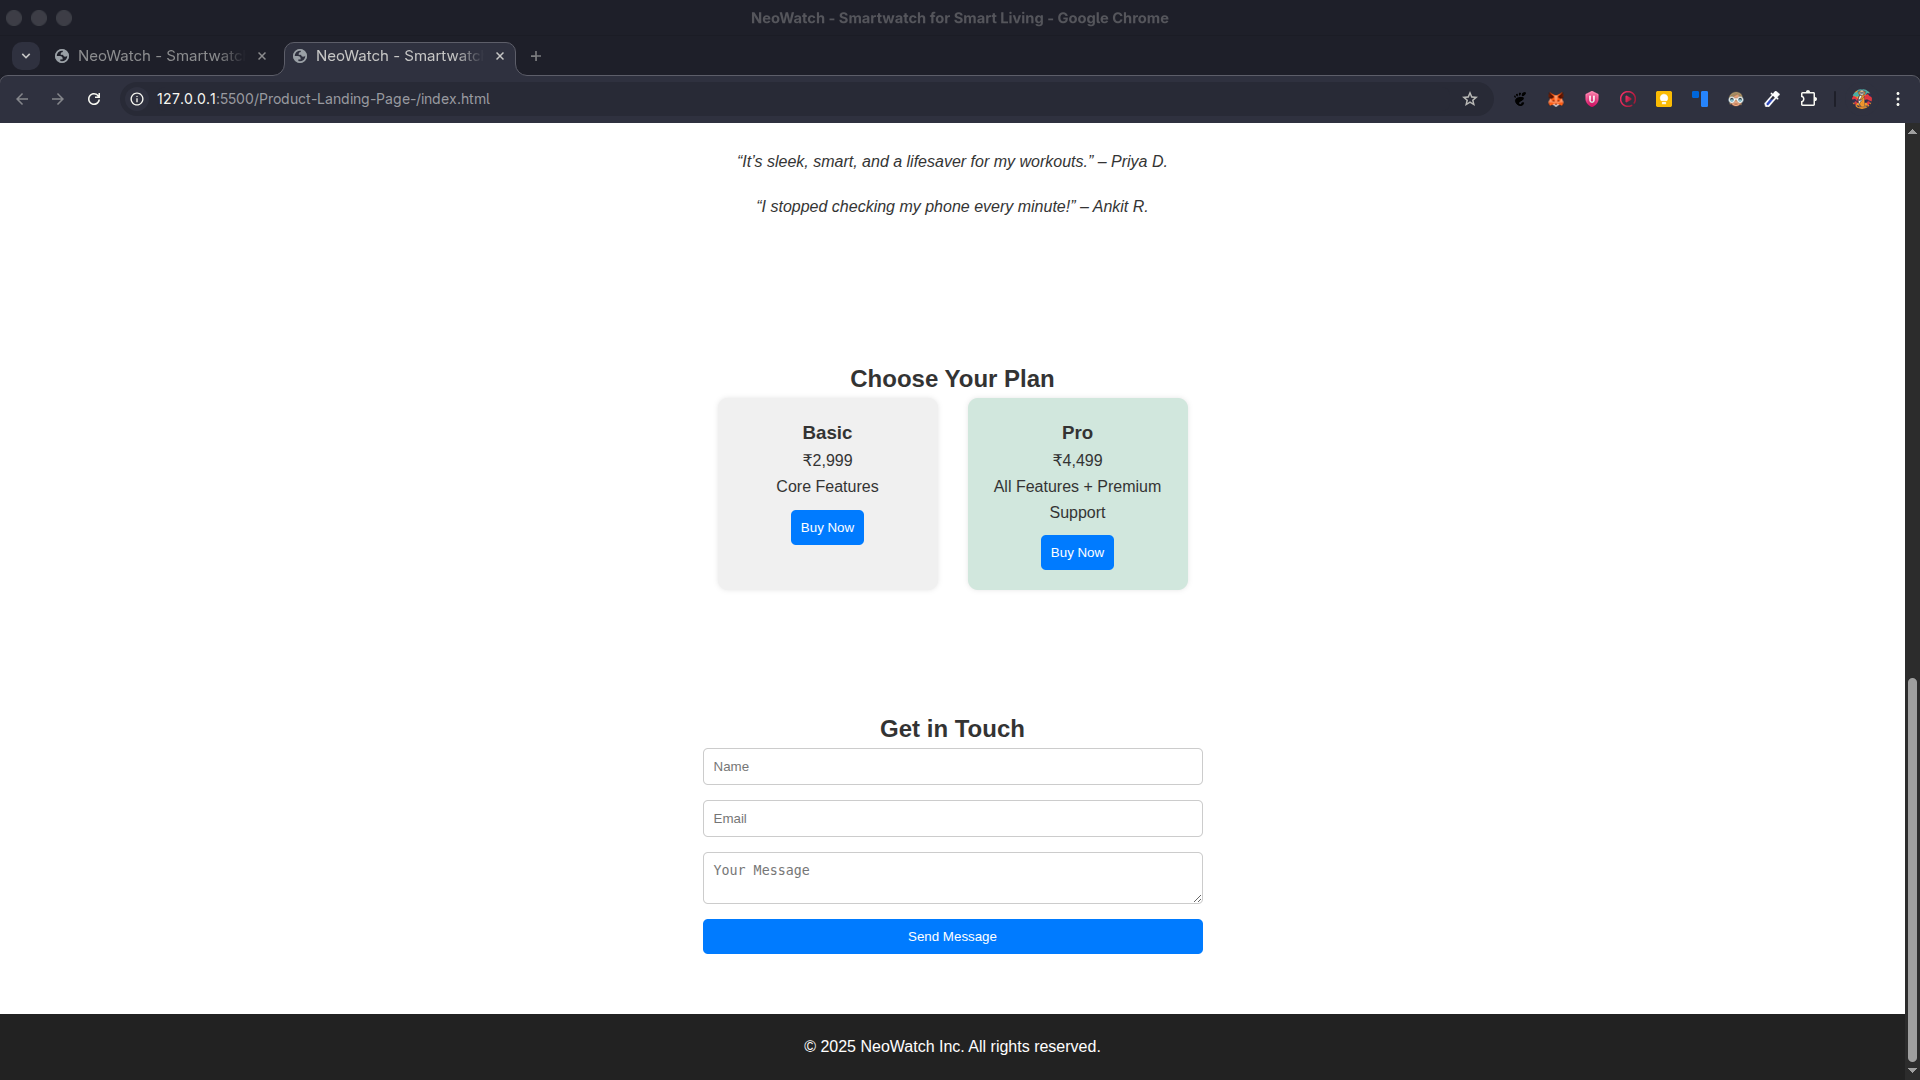 NeoWatch - Smartwatch for Smart Living - Google Chrome
NeoWatch - Smartwatc
NeoWatch - Smartwatc
127.0.0.1:5500/Product-Landing-Page-/index.html
“It’s sleek, smart, and a lifesaver for my workouts.” – Priya D.
“I stopped checking my phone every minute!” – Ankit R.
Choose Your Plan
Basic
₹2,999
Core Features
Buy Now
Pro
₹4,499
All Features + Premium
Support
Buy Now
Get in Touch
Name
Email
Your Message
Send Message
© 2025 NeoWatch Inc. All rights reserved.